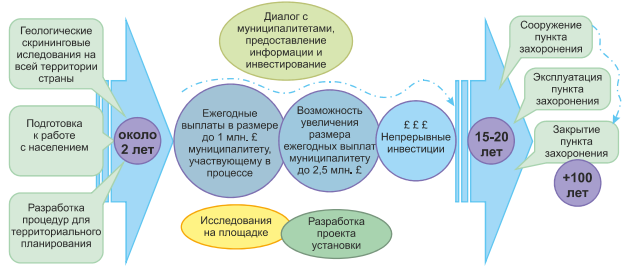 Геологические
скрининговые
иследования на
всей территории
страны
Подготовка
к работе
с населением
Разработка
процедур для
территориального
планирования
около
2 лет
Диалог с
муниципалитетами,
предоставление
информации и
инвестирование
Ежегодные
выплаты в размере
до 1 млн. £
муниципалитету,
участвующему в
процессе
Возможность
увеличения
размера
ежегодных выплат
муниципалитету
до 2,5 млн. £
£ £ £
Непрерывные
инвестиции
Исследования
на площадке
Разработка
проекта
установки
15-20
лет
Сооружение
пункта
захоронения
Эксплуатация
пункта
захоронения
Закрытие
пункта
захоронения
+100
лет